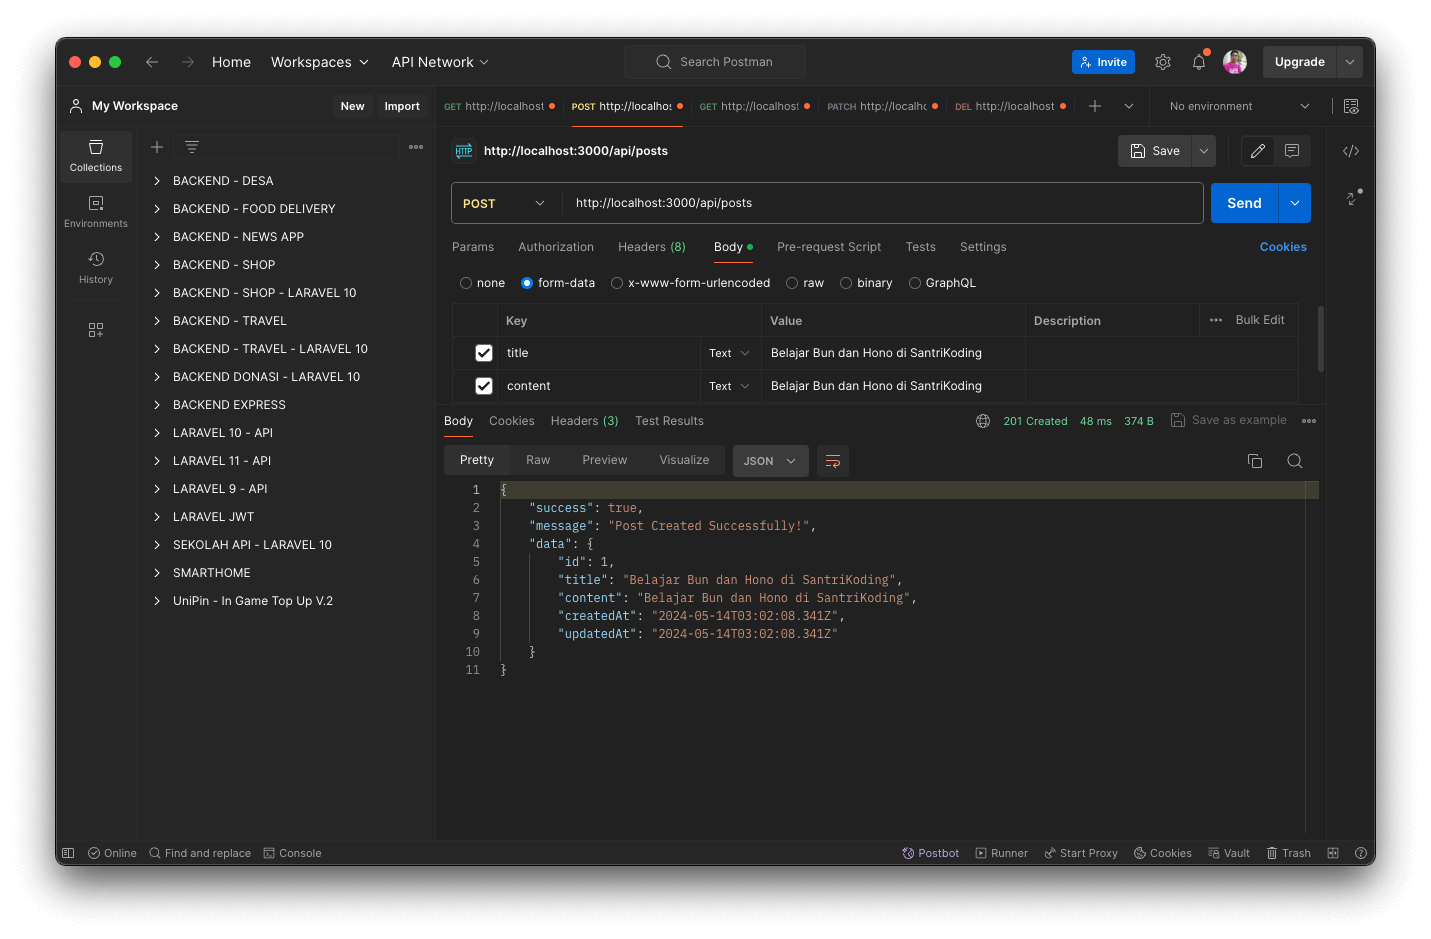 Home Workspaces API Network Search Postman Invite Upgrade
My Workspace New Import GET http://localhost POST http://localhos GET http://localhost PATCH http://localhc DEL http://localhost No environment
HTTP http://localhost:3000/api/posts Save
Collections
Environments
History
BACKEND - DESA
BACKEND - FOOD DELIVERY
BACKEND - NEWS APP
BACKEND - SHOP
BACKEND - SHOP - LARAVEL 10
BACKEND - TRAVEL
BACKEND - TRAVEL - LARAVEL 10
BACKEND DONASI - LARAVEL 10
BACKEND EXPRESS
LARAVEL 10 - API
LARAVEL 11 - API
LARAVEL 9 - API
LARAVEL JWT
SEKOLAH API - LARAVEL 10
SMARTHOME
UniPin - In Game Top Up V.2
POST http://localhost:3000/api/posts Send
Params Authorization Headers (8) Body Pre-request Script Tests Settings Cookies
none form-data x-www-form-urlencoded raw binary GraphQL
Key Value Description Bulk Edit
title Text Belajar Bun dan Hono di SantriKoding
content Text Belajar Bun dan Hono di SantriKoding
Body Cookies Headers (3) Test Results 201 Created 48 ms 374 B Save as example
Pretty Raw Preview Visualize JSON
1 {
2 "success": true,
3 "message": "Post Created Successfully!",
4 "data": {
5 "id": 1,
6 "title": "Belajar Bun dan Hono di SantriKoding",
7 "content": "Belajar Bun dan Hono di SantriKoding",
8 "createdAt": "2024-05-14T03:02:08.341Z",
9 "updatedAt": "2024-05-14T03:02:08.341Z"
10 }
11 }
Online Find and replace Console Postbot Runner Start Proxy Cookies Vault Trash